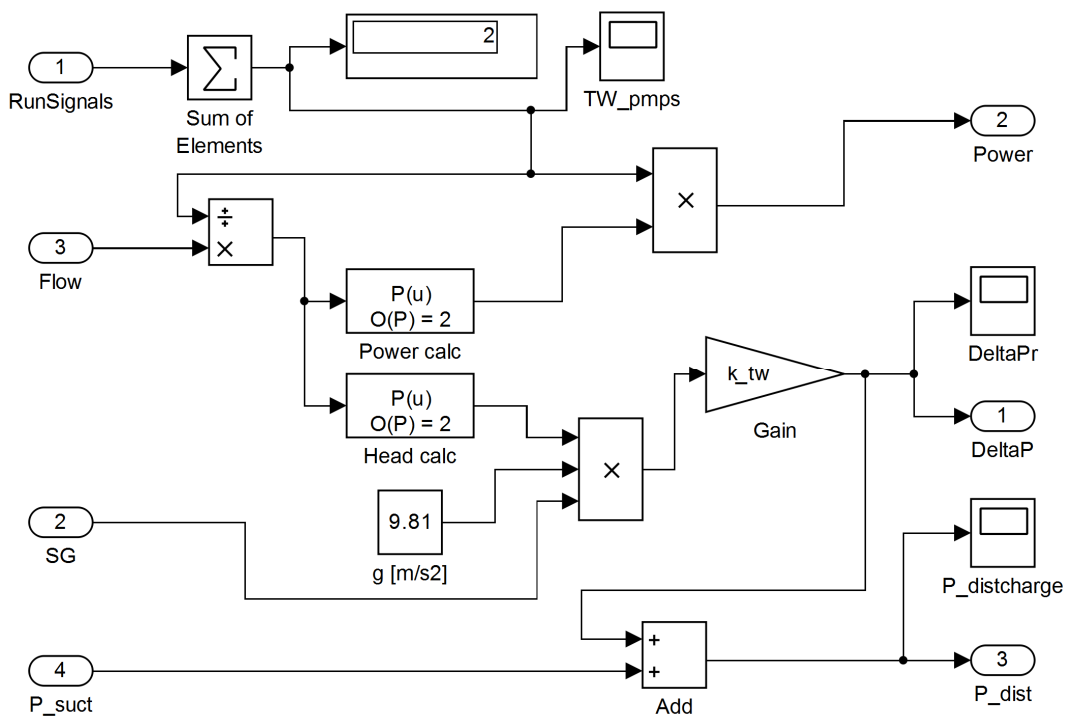 2
1
RunSignals
Sum of
Elements
TW_pmps
2
Power
÷
×
×
3
Flow
P(u)
O(P) = 2
Power calc
DeltaPr
k_tw
Gain
P(u)
O(P) = 2
Head calc
1
DeltaP
×
9.81
g [m/s2]
2
SG
P_distcharge
+
+
Add
3
P_dist
4
P_suct